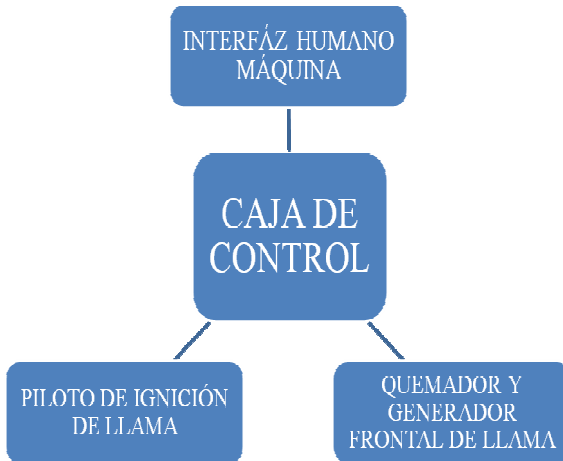 INTERFÁZ HUMANO
MÁQUINA
CAJA DE
CONTROL
PILOTO DE IGNICIÓN
DE LLAMA
QUEMADOR Y
GENERADOR
FRONTAL DE LLAMA